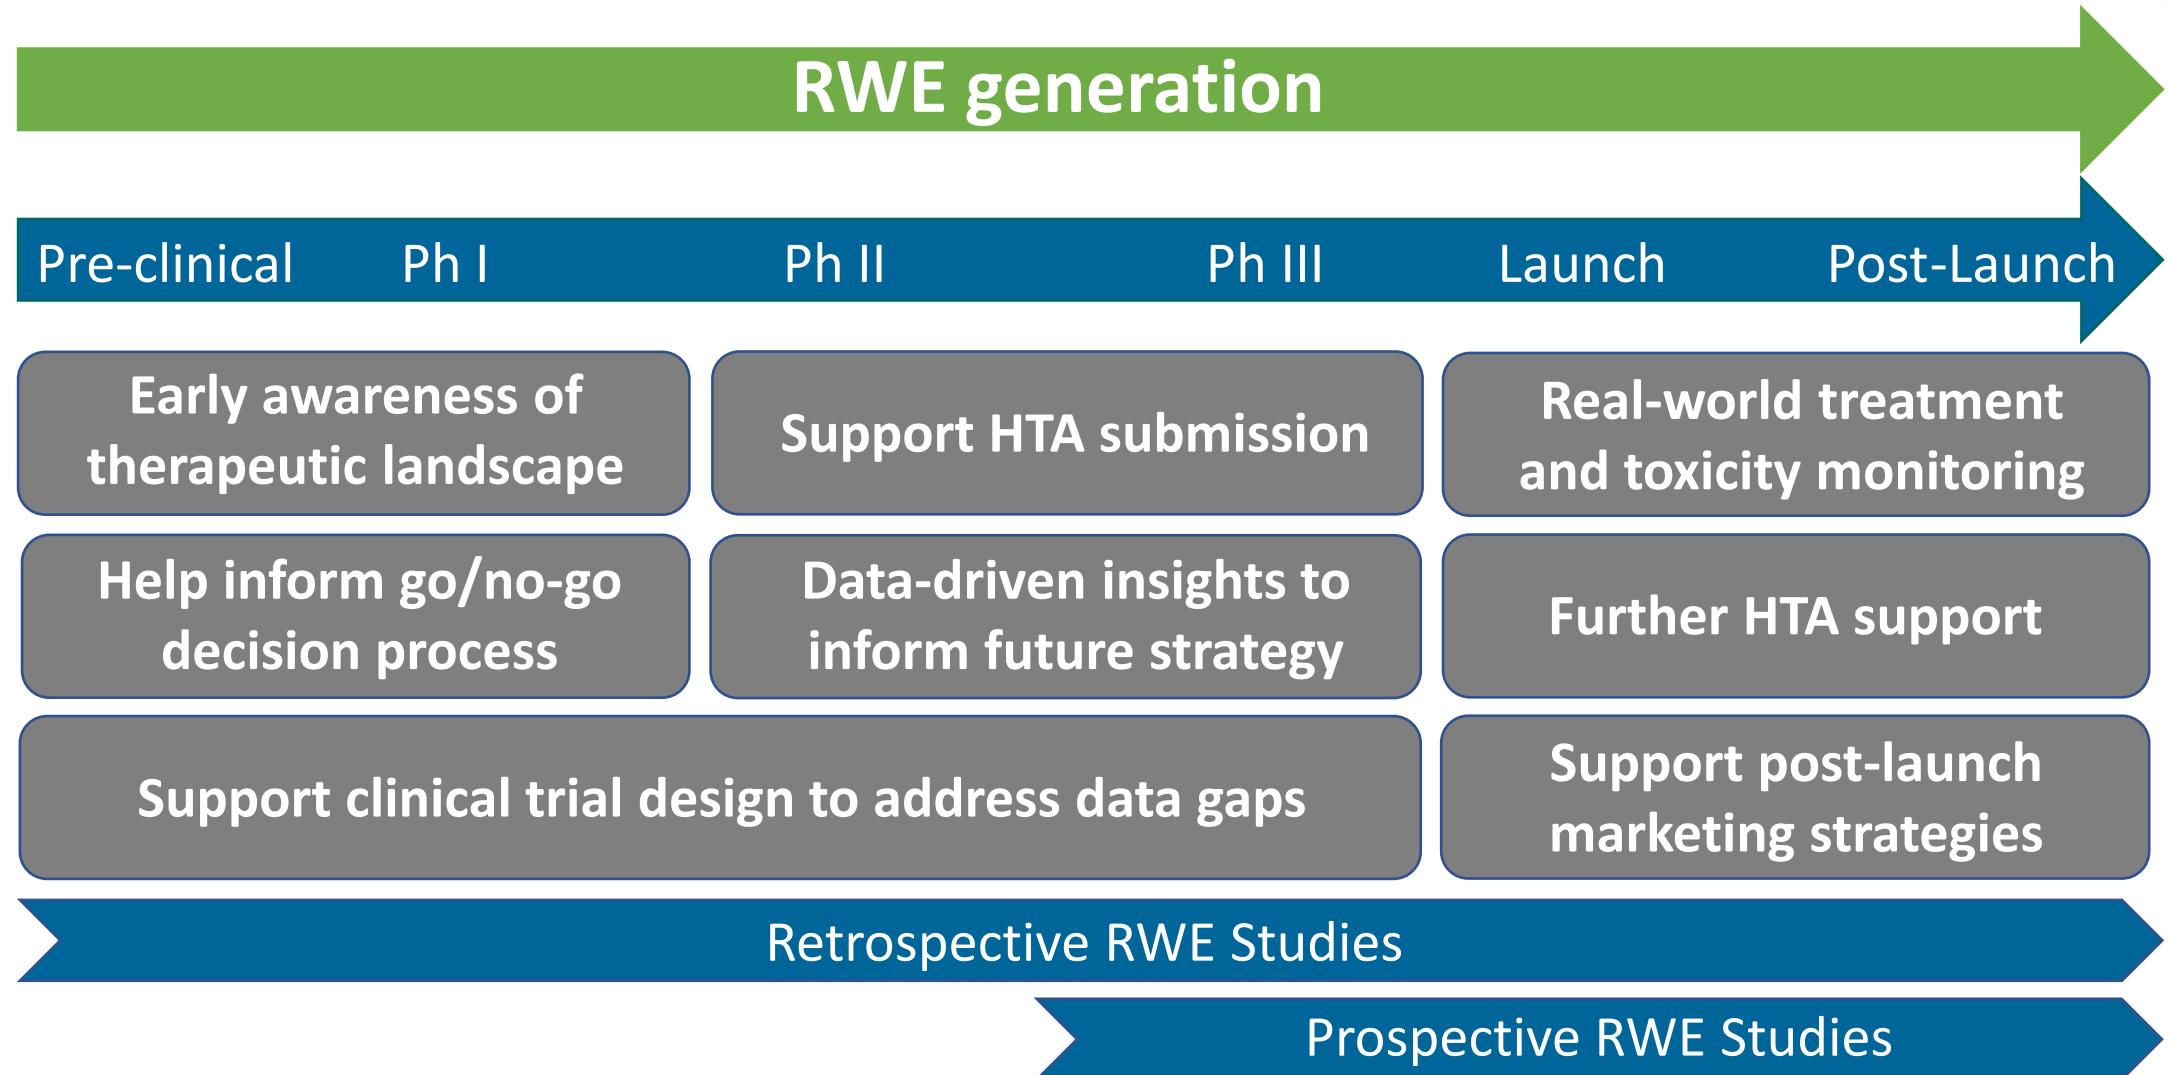 RWE generation
Pre-clinical Ph I Ph II Ph III Launch Post-Launch
Early awareness of
therapeutic landscape
Support HTA submission
Real-world treatment
and toxicity monitoring
Help inform go/no-go
decision process
Data-driven insights to
inform future strategy
Further HTA support
Support clinical trial design to address data gaps
Support post-launch
marketing strategies
Retrospective RWE Studies
Prospective RWE Studies